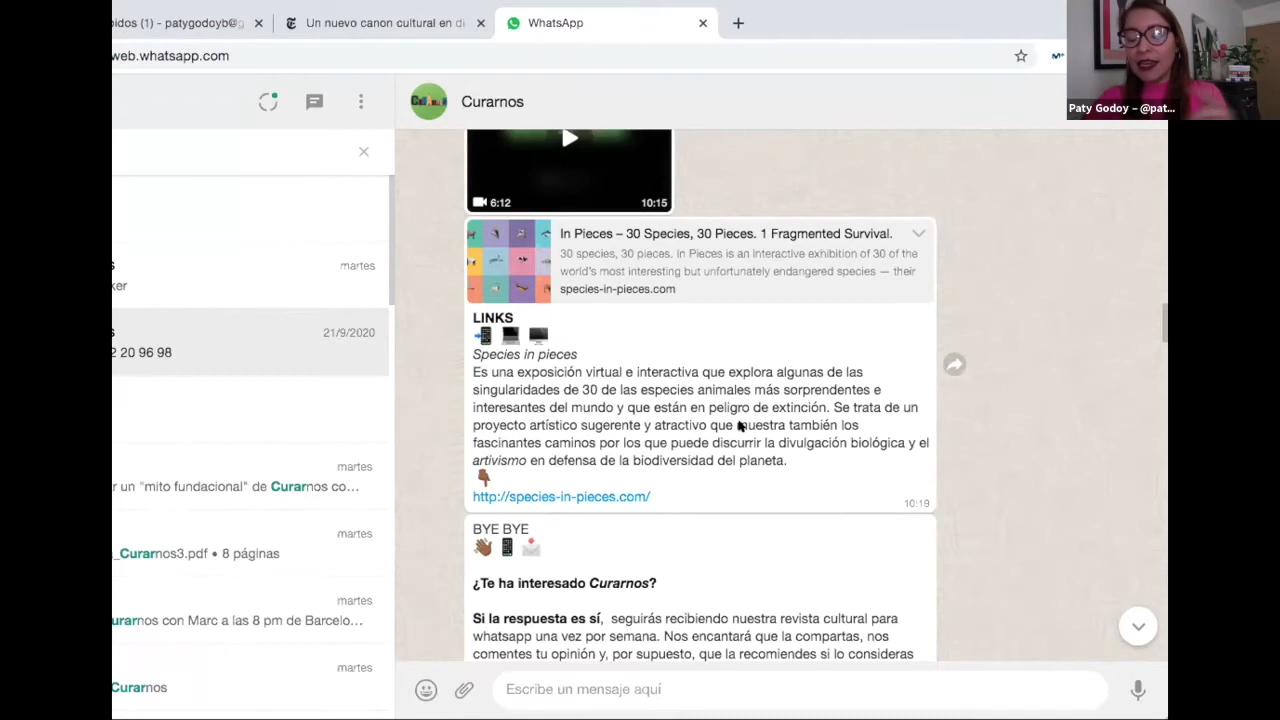 bidos (1) - patygodoyb@g
Un nuevo canon cultural en di
WhatsApp
web.whatsapp.com
Paty Godoy – @pat...
Curarnos
martes
ker
21/9/2020
2 20 96 98
martes
r un "mito fundacional" de Curarnos co...
martes
_Curarnos3.pdf • 8 páginas
martes
urarnos con Marc a las 8 pm de Barcelo...
martes
Curarnos
6:12
10:15
In Pieces – 30 Species, 30 Pieces. 1 Fragmented Survival.
30 species, 30 pieces. In Pieces is an interactive exhibition of 30 of the
world's most interesting but unfortunately endangered species — their
species-in-pieces.com
LINKS
Species in pieces
Es una exposición virtual e interactiva que explora algunas de las
singularidades de 30 de las especies animales más sorprendentes e
interesantes del mundo y que están en peligro de extinción. Se trata de un
proyecto artístico sugerente y atractivo que muestra también los
fascinantes caminos por los que puede discurrir la divulgación biológica y el
artivismo en defensa de la biodiversidad del planeta.
http://species-in-pieces.com/
10:19
BYE BYE
¿Te ha interesado Curarnos?
Si la respuesta es sí, seguirás recibiendo nuestra revista cultural para
whatsapp una vez por semana. Nos encantará que la compartas, nos
comentes tu opinión y, por supuesto, que la recomiendes si lo consideras
Escribe un mensaje aquí